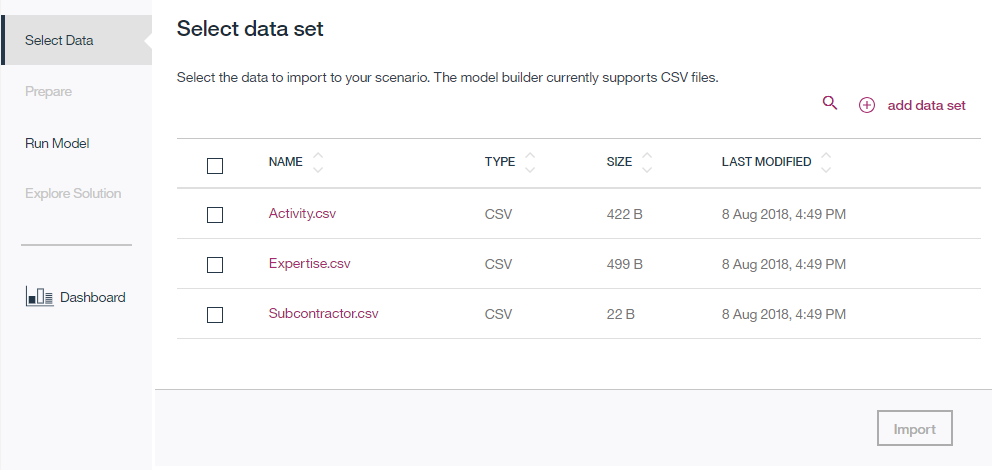 Select Data
Prepare
Run Model
Explore Solution
Dashboard
Select data set
Select the data to import to your scenario. The model builder currently supports CSV files.
add data set
NAME TYPE SIZE LAST MODIFIED
Activity.csv CSV 422 B 8 Aug 2018, 4:49 PM
Expertise.csv CSV 499 B 8 Aug 2018, 4:49 PM
Subcontractor.csv CSV 22 B 8 Aug 2018, 4:49 PM
Import